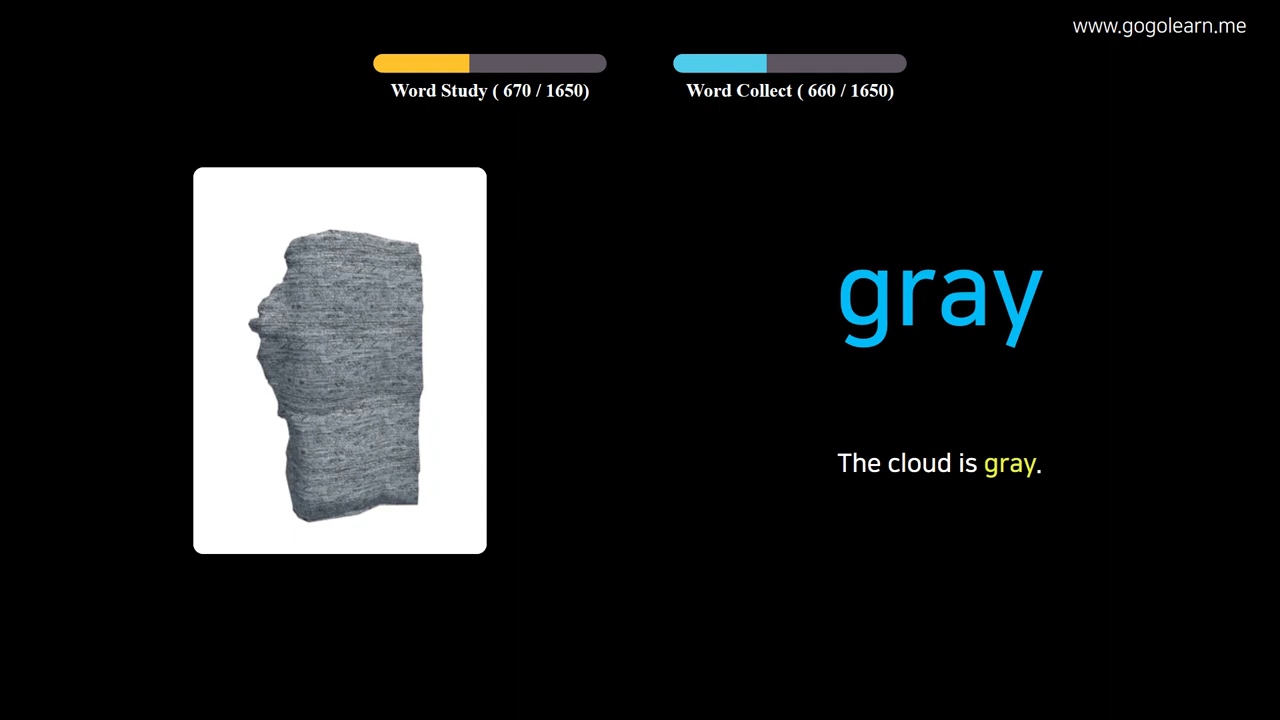 www.gogolearn.me
Word Study ( 670 / 1650)
Word Collect ( 660 / 1650)
gray
The cloud is gray.